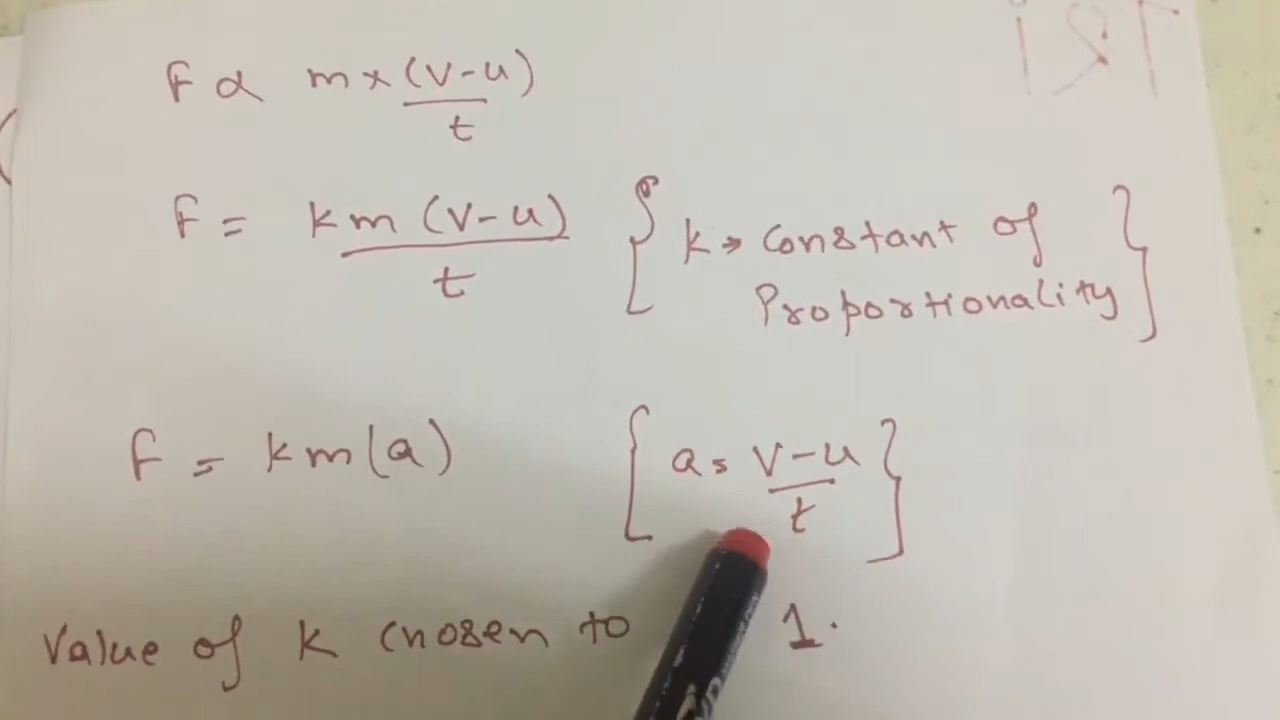 F ∝ m × (v-u)
t
F = km (v-u) { k → Constant of
t Proportionality }
F = km(a) { a = v-u }
t
Value of k chosen to 1.